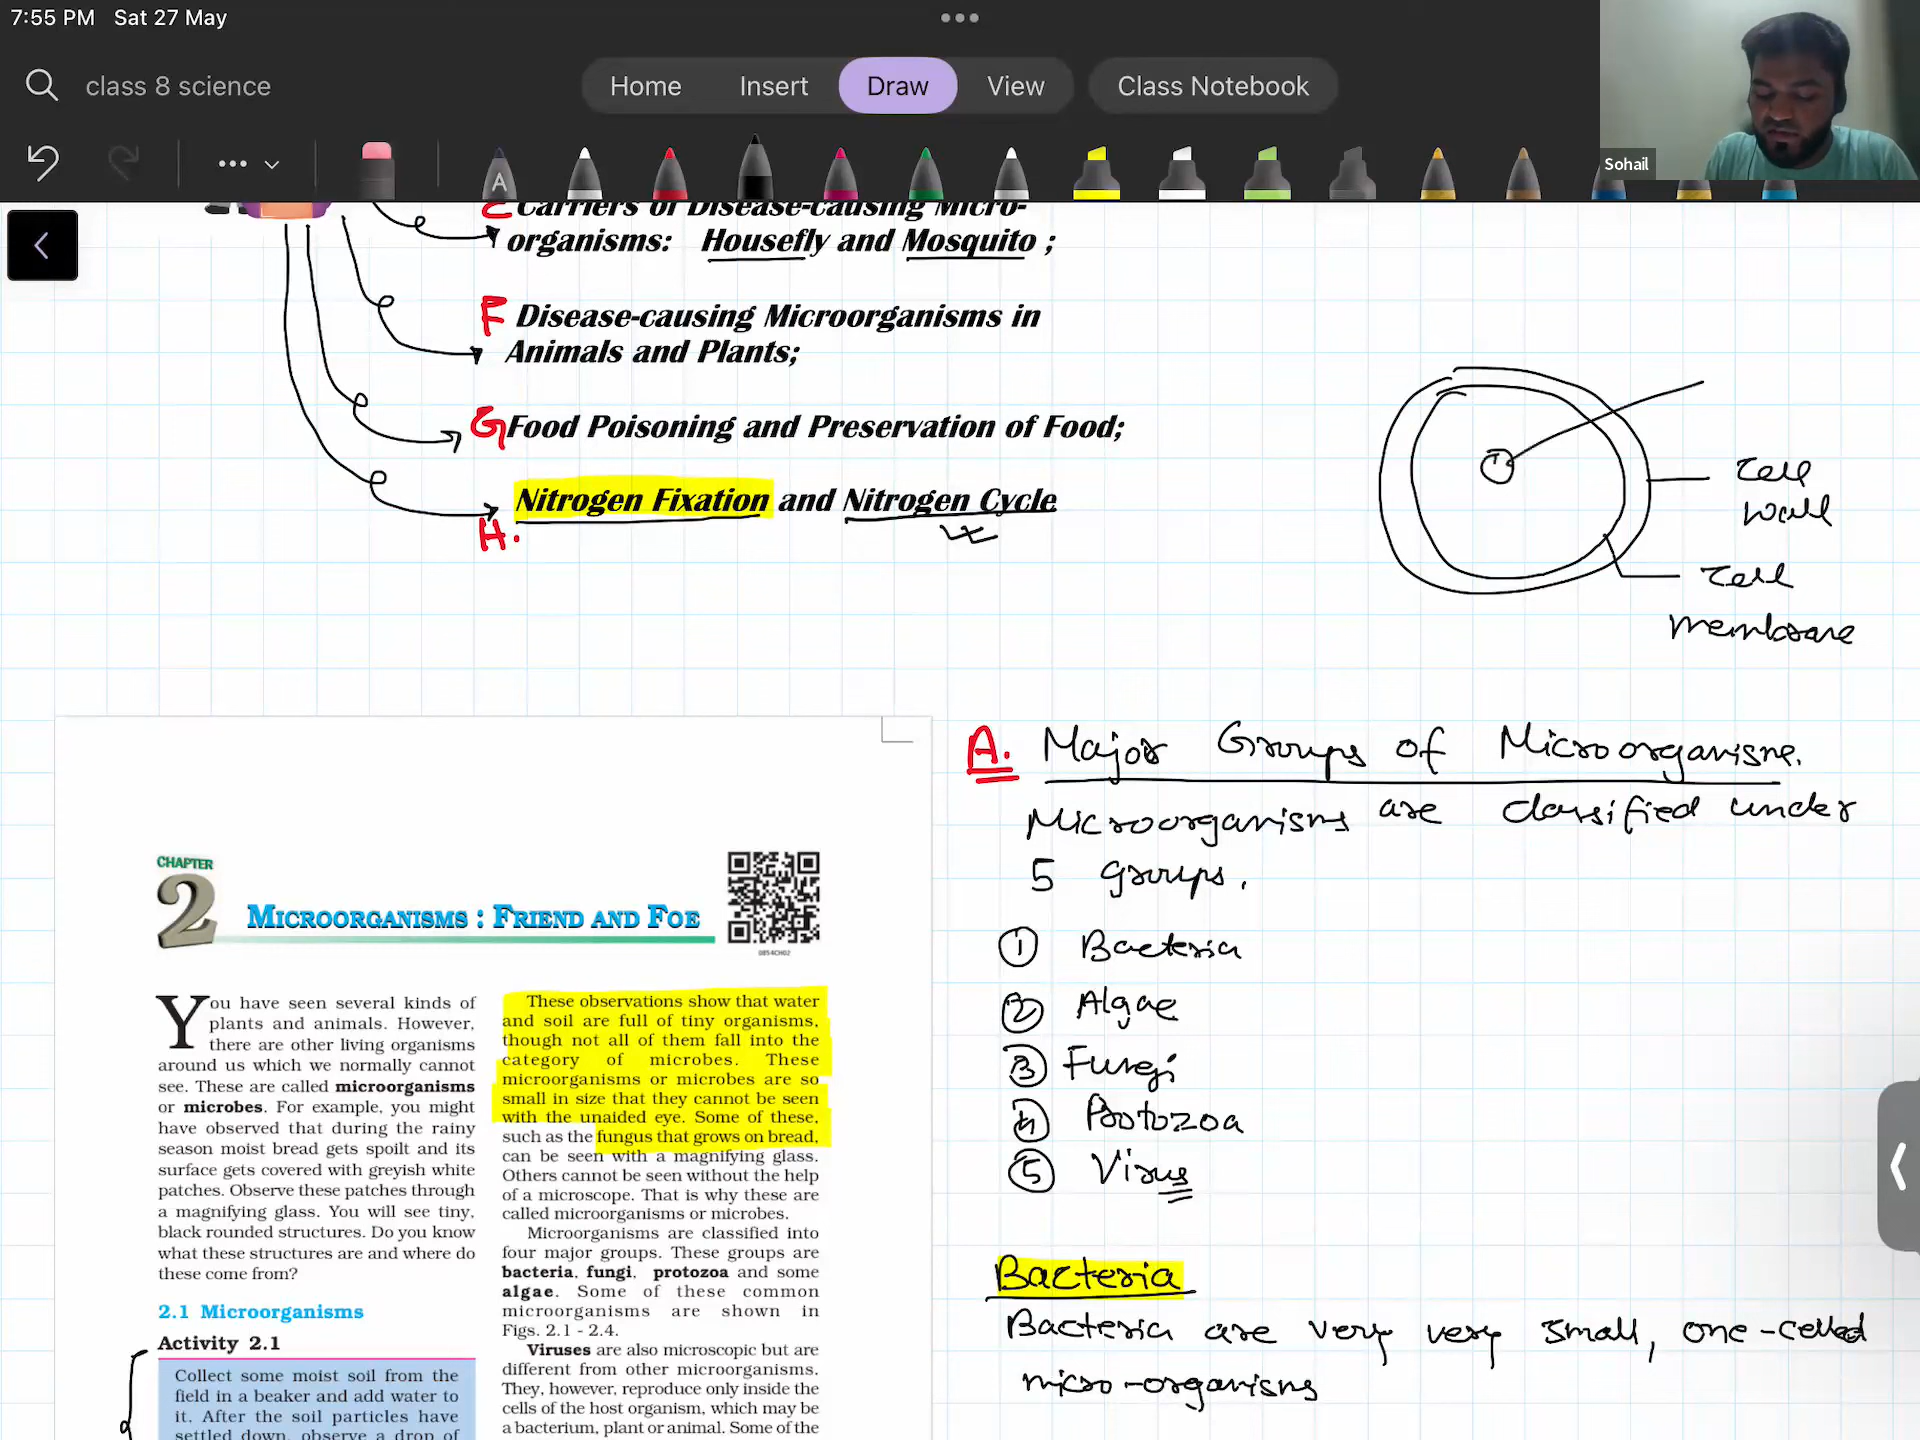 7:55 PM Sat 27 May
class 8 science
Home
Insert
Draw
View
Class Notebook
A
Sohail
E Carriers of Disease-causing Micro-
organisms: Housefly and Mosquito ;
F Disease-causing Microorganisms in
Animals and Plants;
G Food Poisoning and Preservation of Food;
H. Nitrogen Fixation and Nitrogen Cycle
cell
wall
cell
membrane
CHAPTER
2
MICROORGANISMS : FRIEND AND FOE
0854CH02
You have seen several kinds of
plants and animals. However,
there are other living organisms
around us which we normally cannot
see. These are called microorganisms
or microbes. For example, you might
have observed that during the rainy
season moist bread gets spoilt and its
surface gets covered with greyish white
patches. Observe these patches through
a magnifying glass. You will see tiny,
black rounded structures. Do you know
what these structures are and where do
these come from?
2.1 Microorganisms
Activity 2.1
Collect some moist soil from the
field in a beaker and add water to
it. After the soil particles have
settled down, observe a drop of
These observations show that water
and soil are full of tiny organisms,
though not all of them fall into the
category of microbes. These
microorganisms or microbes are so
small in size that they cannot be seen
with the unaided eye. Some of these,
such as the fungus that grows on bread,
can be seen with a magnifying glass.
Others cannot be seen without the help
of a microscope. That is why these are
called microorganisms or microbes.
Microorganisms are classified into
four major groups. These groups are
bacteria, fungi, protozoa and some
algae. Some of these common
microorganisms are shown in
Figs. 2.1 - 2.4.
Viruses are also microscopic but are
different from other microorganisms.
They, however, reproduce only inside the
cells of the host organism, which may be
a bacterium, plant or animal. Some of the
A. Major Groups of Microorganisms.
Microorganisms are classified under
5 groups.
1 Bacteria
2 Algae
3 Fungi
4 Protozoa
5 Virus
Bacteria
Bacteria are very very small, one-celled
micro-organisms